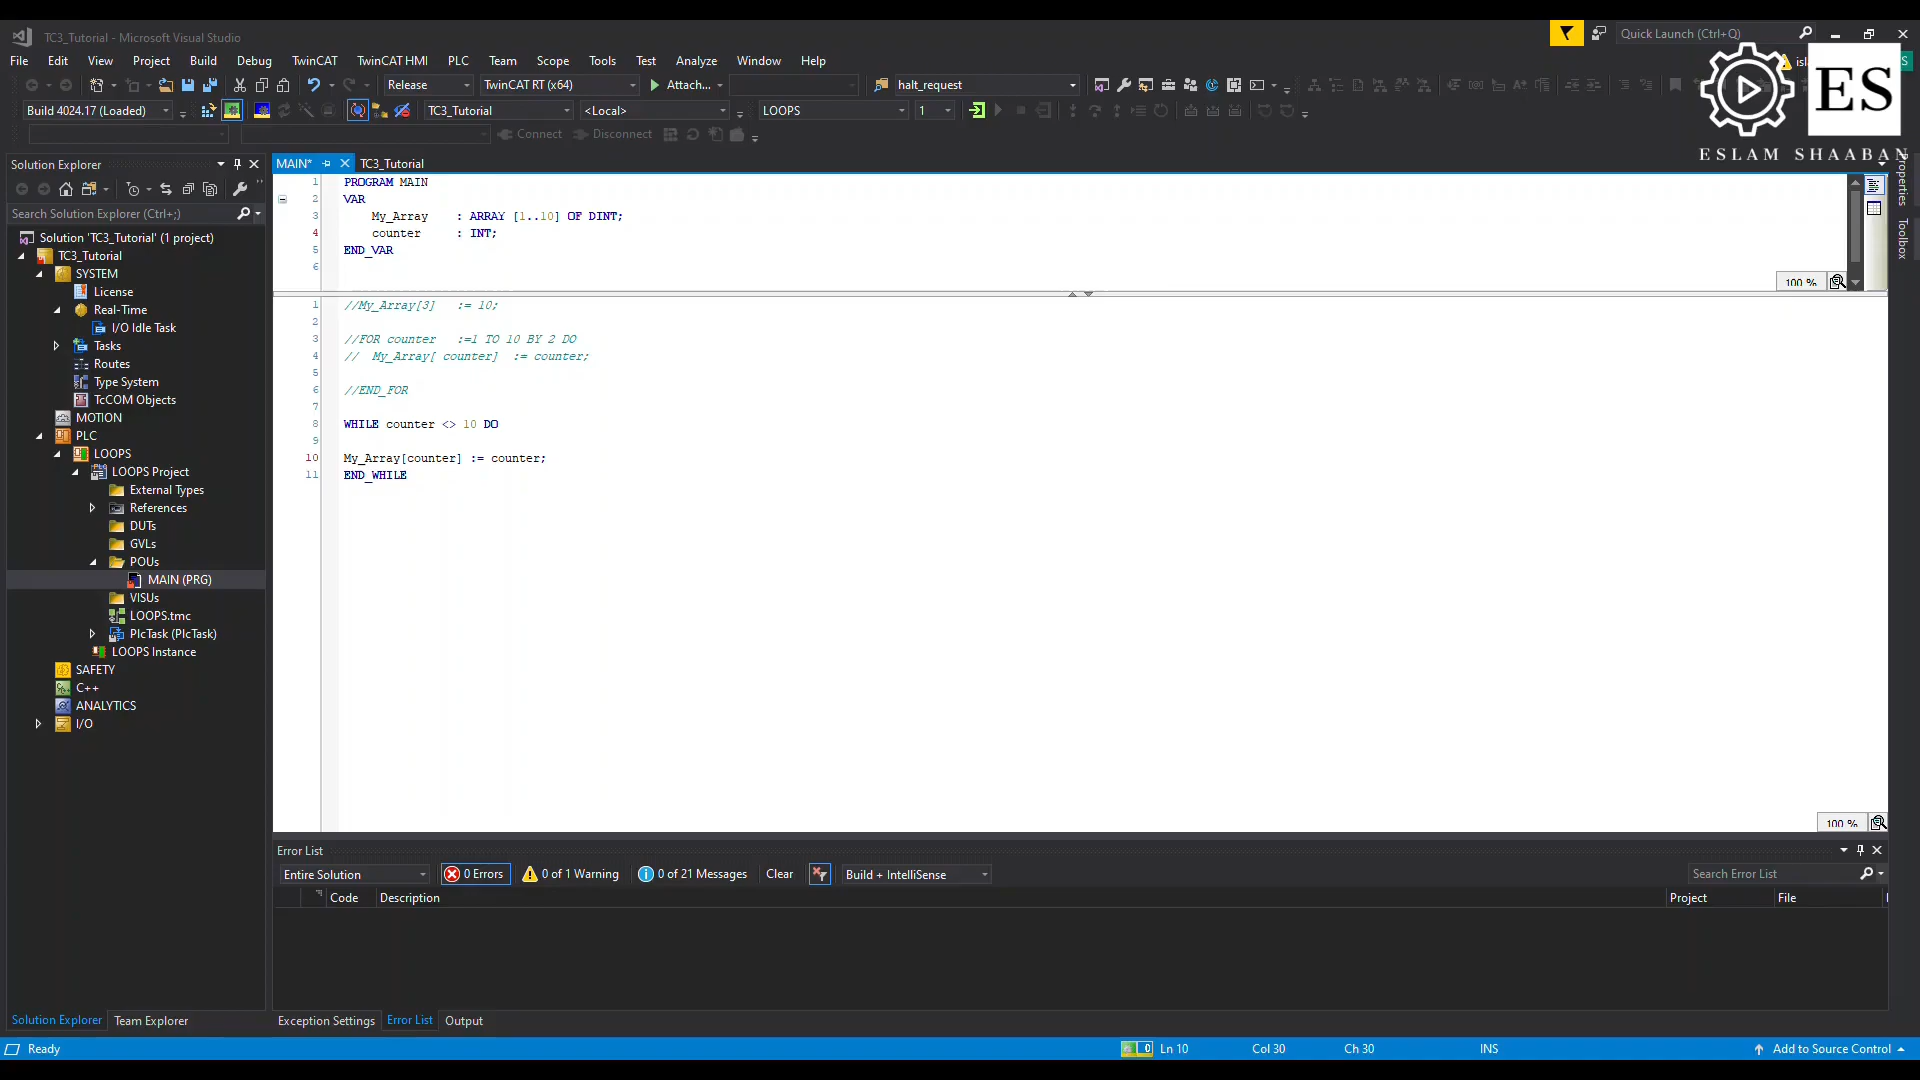 TC3_Tutorial - Microsoft Visual Studio
Quick Launch (Ctrl+Q)
File Edit View Project Build Debug TwinCAT TwinCAT HMI PLC Team Scope Tools Test Analyze Window Help
Release TwinCAT RT (x64) Attach... halt_request
Build 4024.17 (Loaded) TC3_Tutorial <Local> LOOPS 1
Connect Disconnect
ES
ESLAM SHAABAN
Solution Explorer
Search Solution Explorer (Ctrl+;)
Solution 'TC3_Tutorial' (1 project)
TC3_Tutorial
SYSTEM
License
Real-Time
I/O Idle Task
Tasks
Routes
Type System
TcCOM Objects
MOTION
PLC
LOOPS
LOOPS Project
External Types
References
DUTs
GVLs
POUs
MAIN (PRG)
VISUs
LOOPS.tmc
PlcTask (PlcTask)
LOOPS Instance
SAFETY
C++
ANALYTICS
I/O
Solution Explorer Team Explorer
MAIN* TC3_Tutorial
1 PROGRAM MAIN
2 VAR
3 My_Array : ARRAY [1..10] OF DINT;
4 counter : INT;
5 END_VAR
6
100 %
1 //My_Array[3] := 10;
2
3 //FOR counter :=1 TO 10 BY 2 DO
4 // My_Array[ counter] := counter;
5
6 //END_FOR
7
8 WHILE counter <> 10 DO
9
10 My_Array[counter] := counter;
11 END_WHILE
100 %
Properties
Toolbox
Error List
Entire Solution 0 Errors 0 of 1 Warning 0 of 21 Messages Clear Build + IntelliSense Search Error List
Code Description Project File
Exception Settings Error List Output
Ready 0 Ln 10 Col 30 Ch 30 INS Add to Source Control